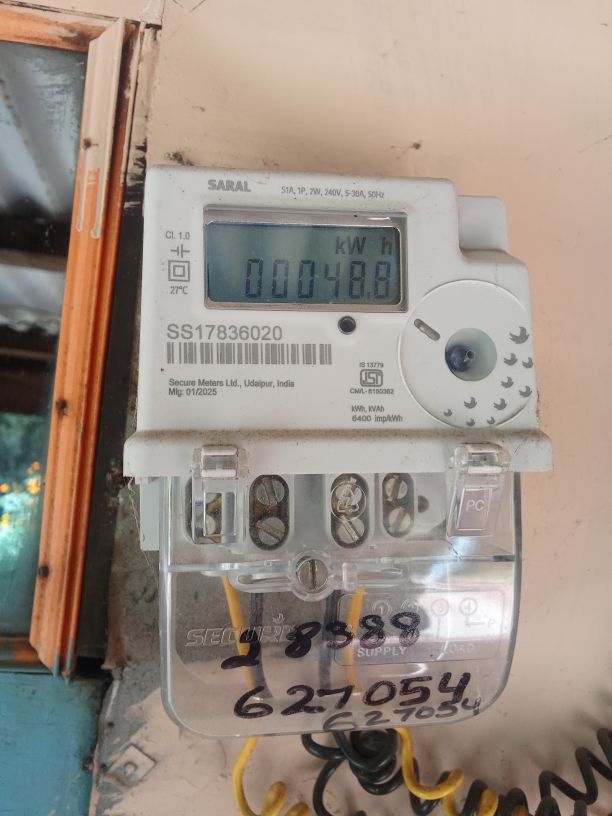 SARAL
S1A, 1P, 2W, 240V, 5-30A, 50Hz
Cl. 1.0
27°C
kW h
00048.8
SS17836020
Secure Meters Ltd., Udaipur, India
Mfg: 01/2025
IS 13779
ISI
CM/L- 8100362
kWh, kVAh
6400 imp/kWh
PC
SECURE
SUPPLY
LOAD
28388
627054
627054